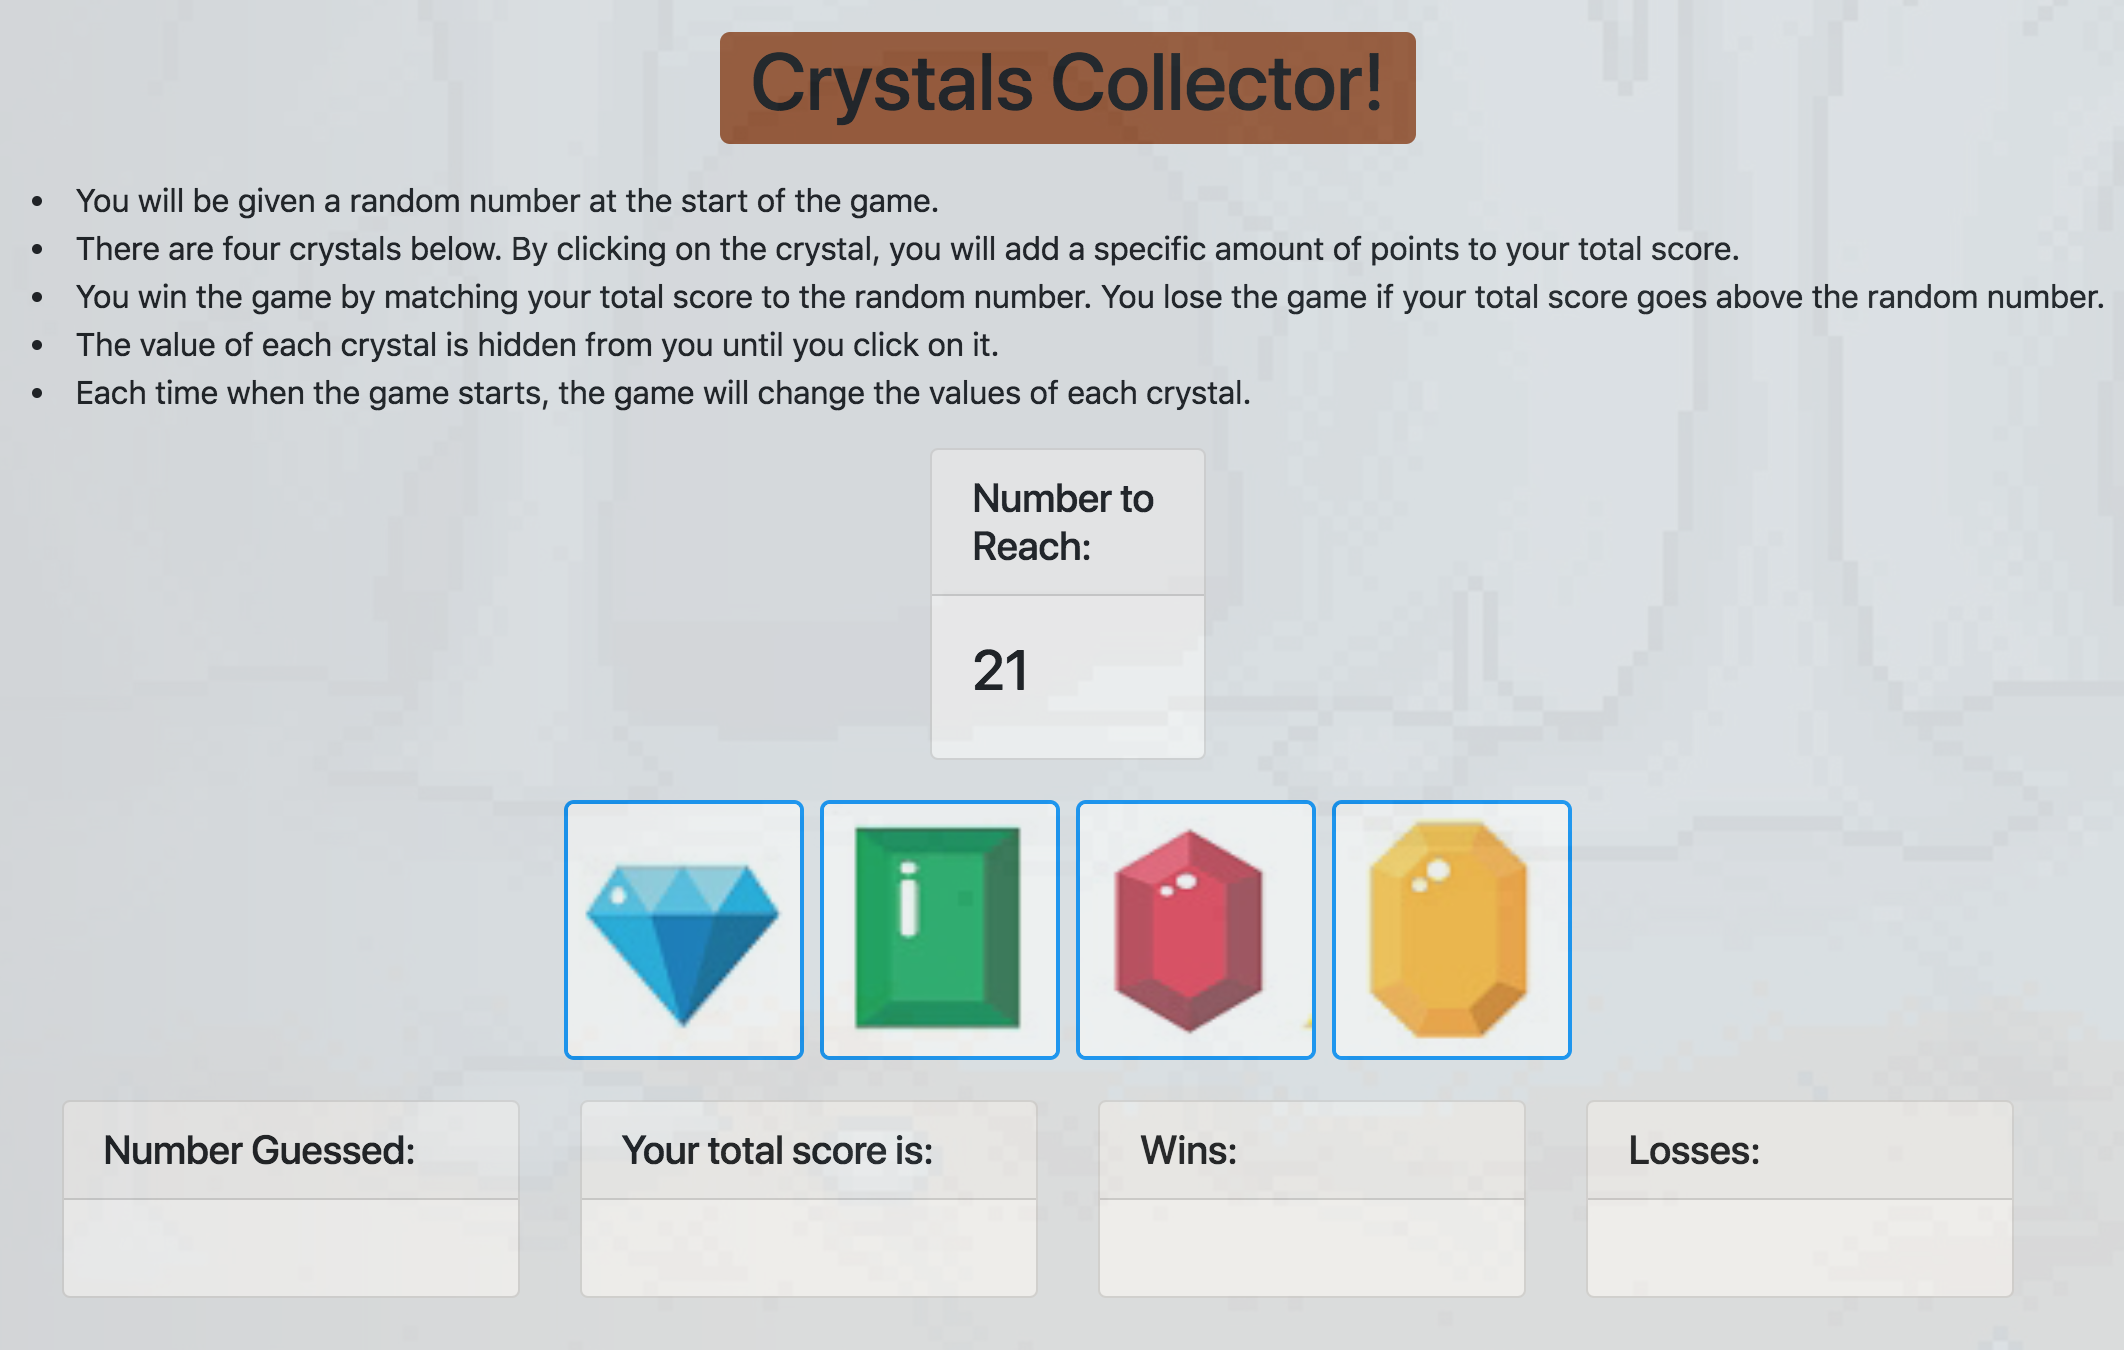 Crystals Collector!
• You will be given a random number at the start of the game.
• There are four crystals below. By clicking on the crystal, you will add a specific amount of points to your total score.
• You win the game by matching your total score to the random number. You lose the game if your total score goes above the random number.
• The value of each crystal is hidden from you until you click on it.
• Each time when the game starts, the game will change the values of each crystal.
Number to
Reach:
21
Number Guessed:
Your total score is:
Wins:
Losses: